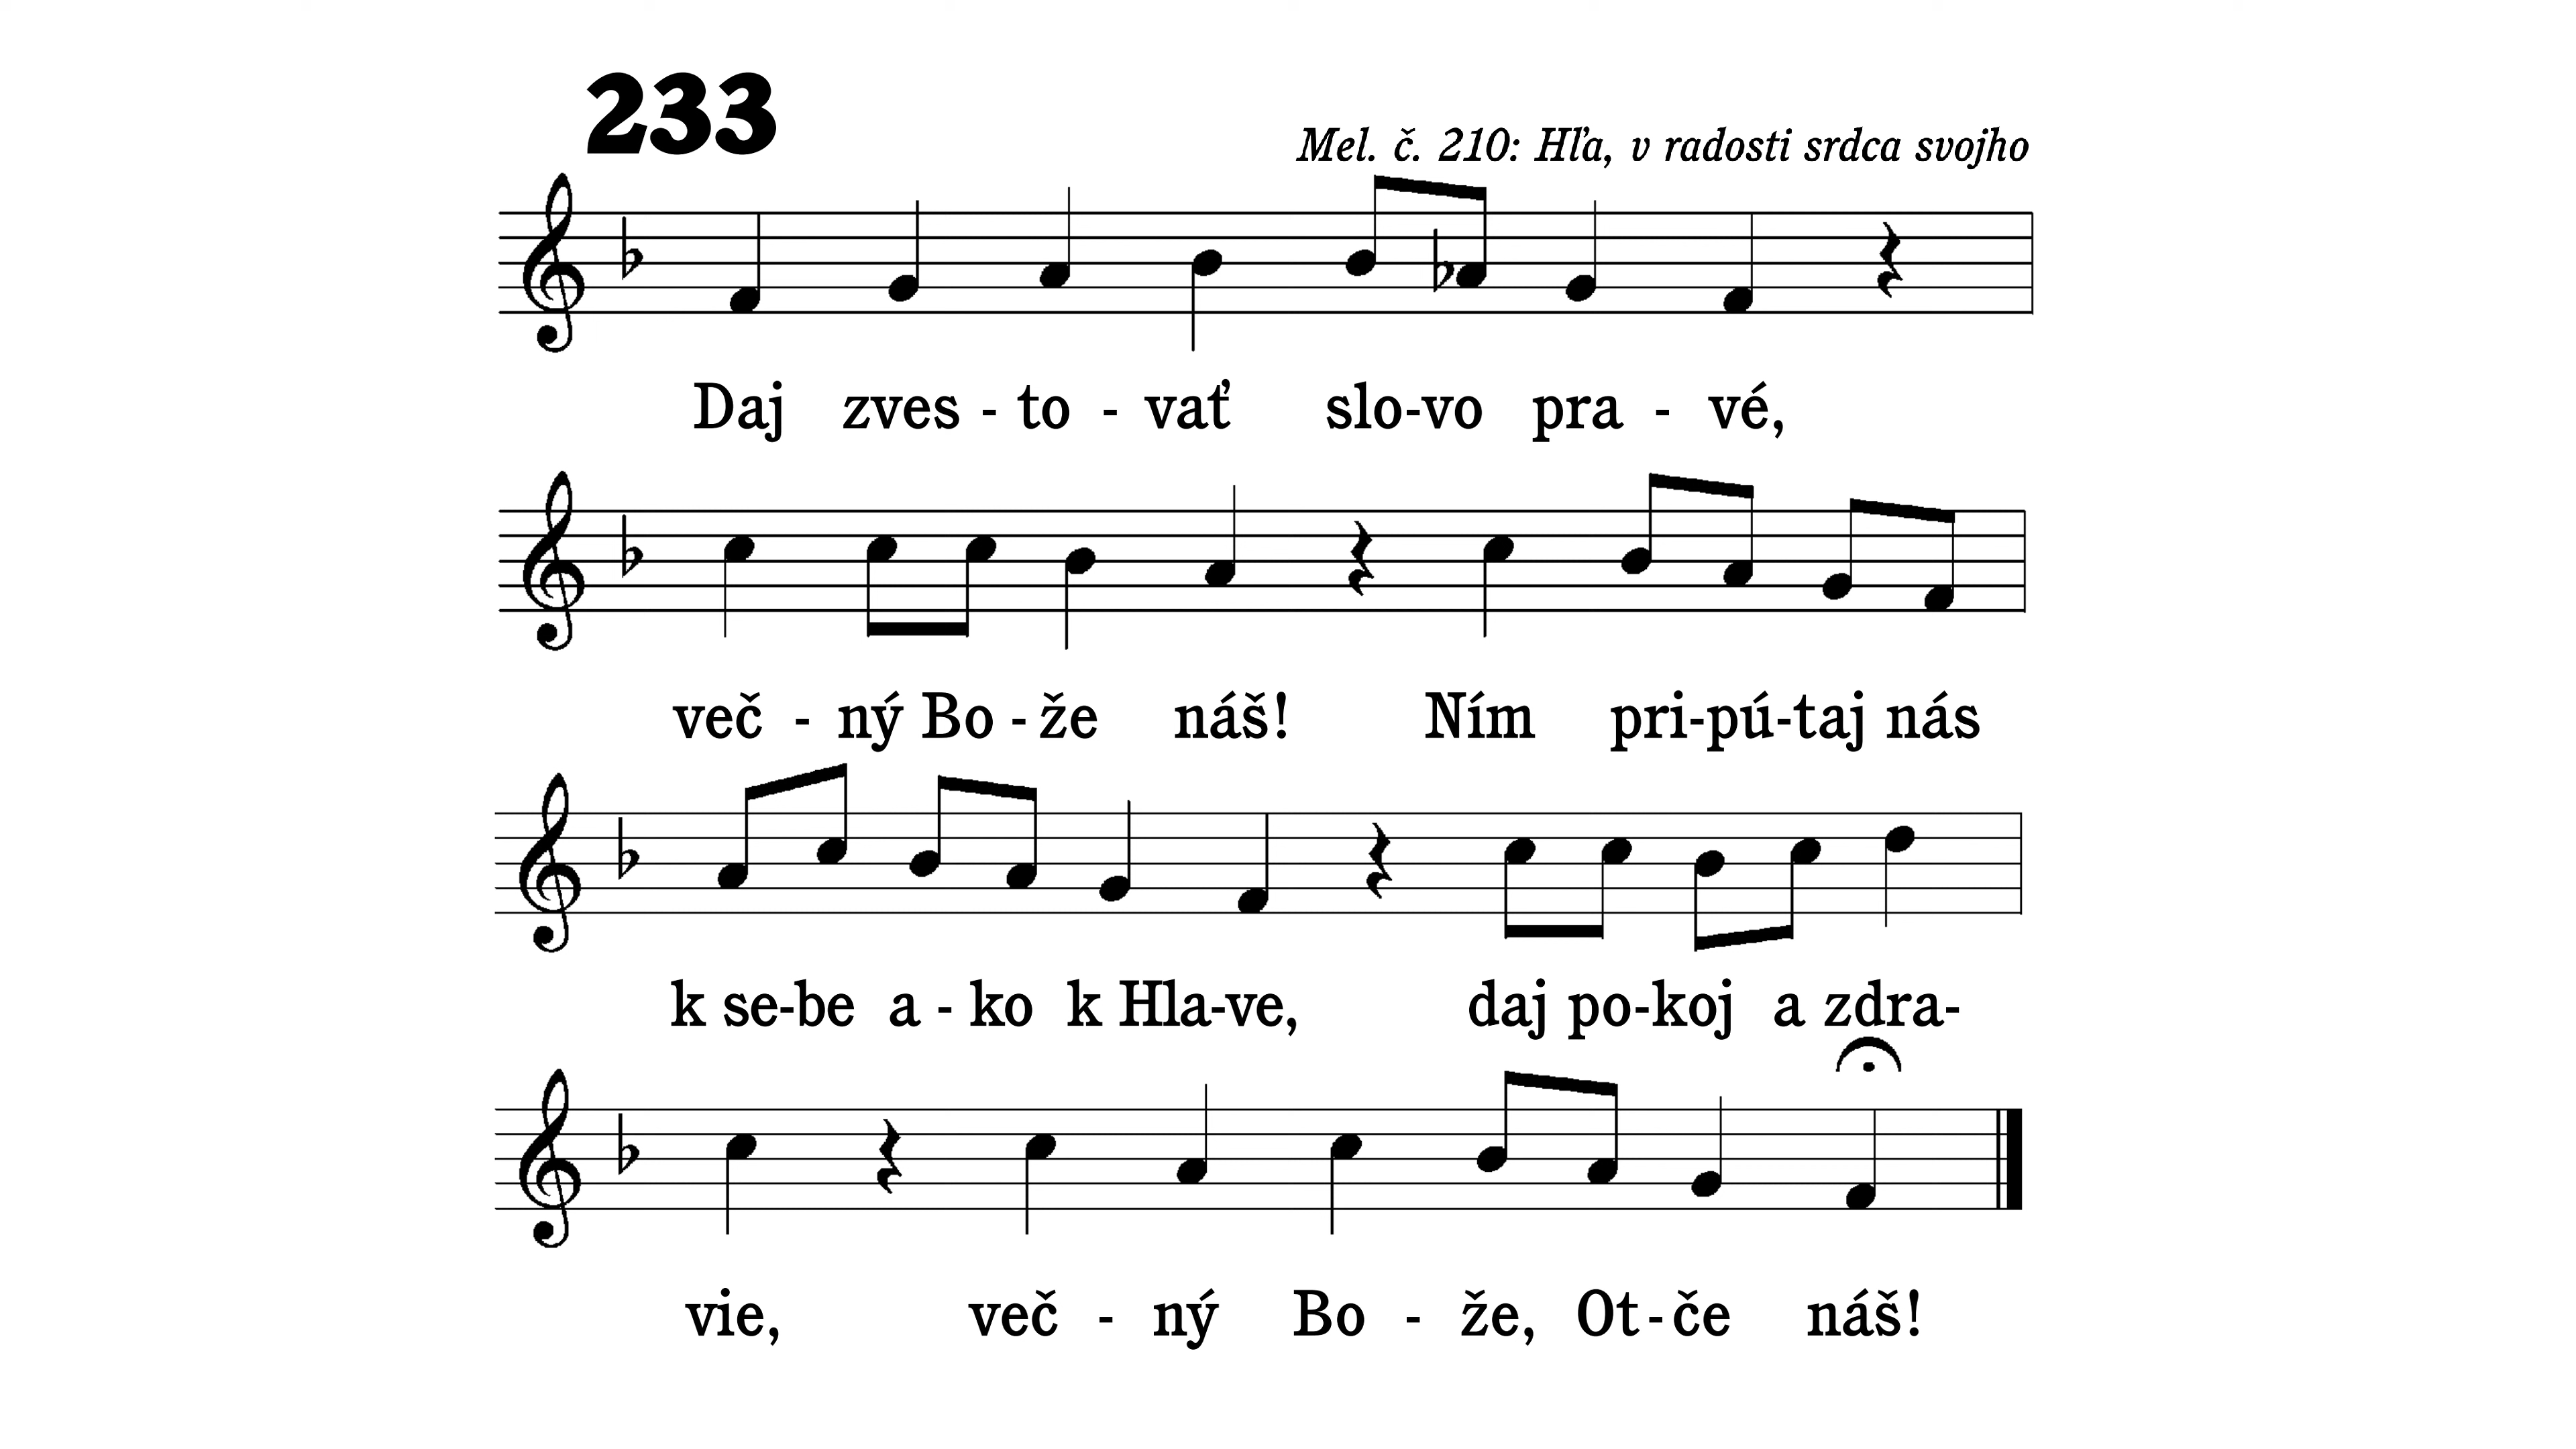 233
Mel. č. 210: Hľa, v radosti srdca svojho
Daj zves - to - vať slo-vo pra - vé,
več - ný Bo - že náš! Ním pri-pú-taj nás
k se-be a - ko k Hla-ve, daj po-koj a zdra-
vie, več - ný Bo - že, Ot-če náš!